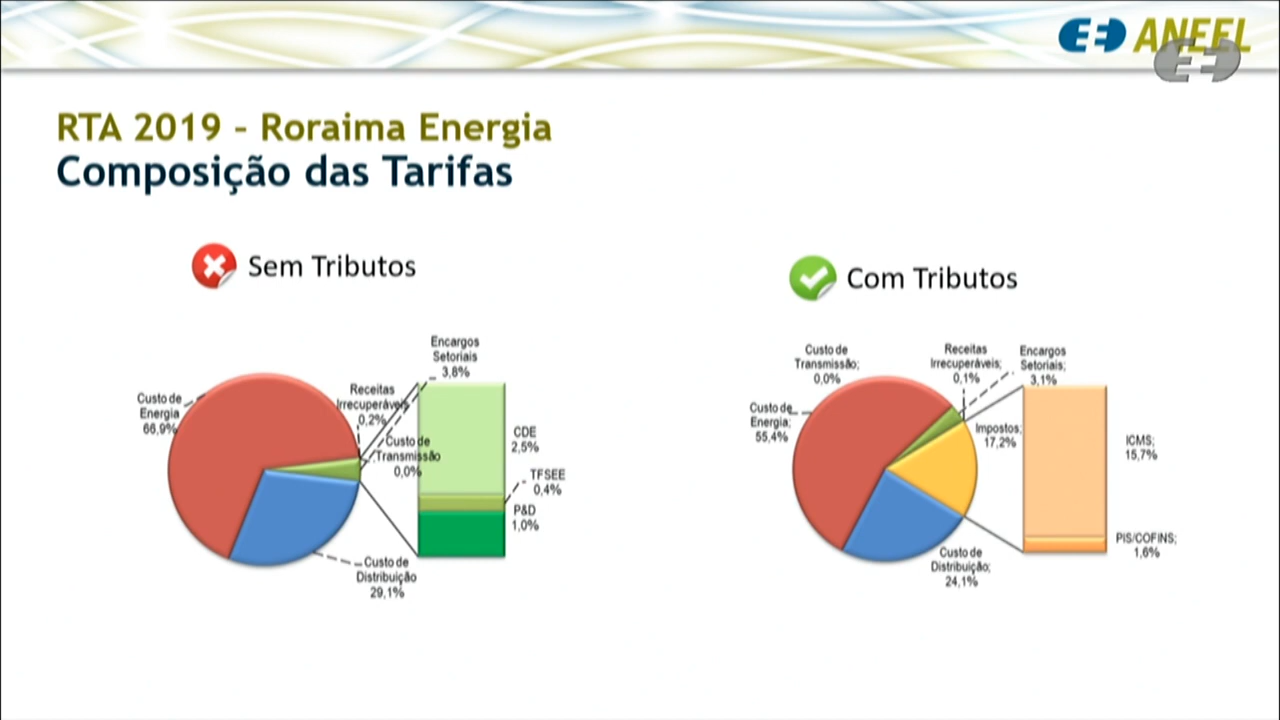 ANEEL
RTA 2019 – Roraima Energia
Composição das Tarifas
Sem Tributos
Encargos
Setoriais
3,8%
Custo de
Energia
66,9%
Receitas
Irrecuperáveis
0,2%
Custo de
Transmissão
0,0%
CDE
2,5%
TFSEE
0,4%
P&D
1,0%
Custo de
Distribuição
29,1%
Com Tributos
Custo de
Transmissão;
0,0%
Receitas
Irrecuperáveis;
0,1%
Encargos
Setoriais;
3,1%
Custo de
Energia;
55,4%
Impostos;
17,2%
ICMS;
15,7%
PIS/COFINS;
1,6%
Custo de
Distribuição;
24,1%